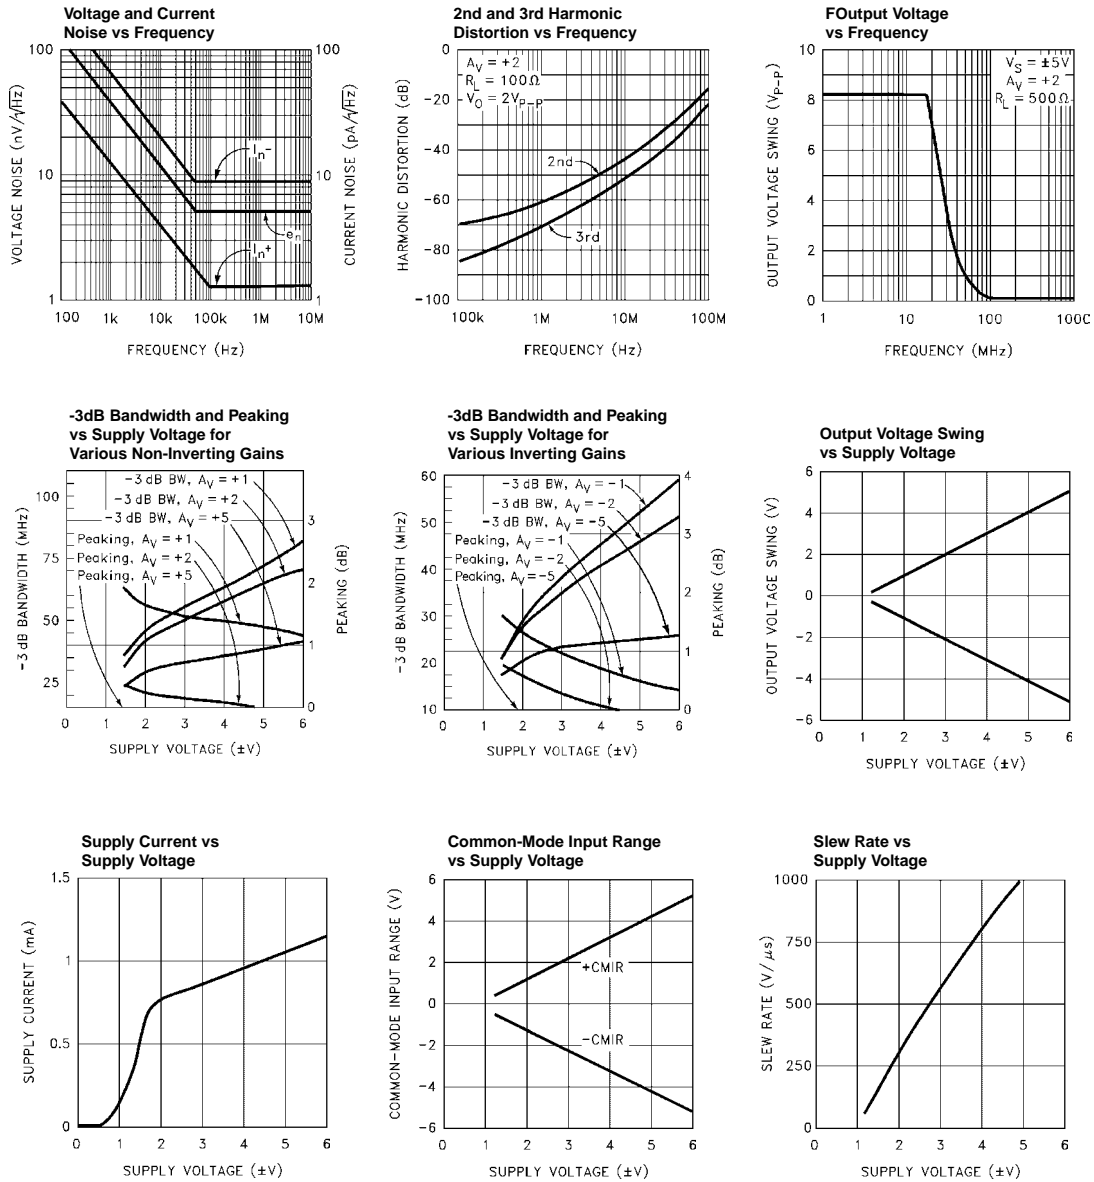 Voltage and Current
Noise vs Frequency
100
10
1
VOLTAGE NOISE (nV/√Hz)
100
10
1
CURRENT NOISE (pA/√Hz)
In-
en
In+
100 1k 10k 100k 1M 10M
FREQUENCY (Hz)
2nd and 3rd Harmonic
Distortion vs Frequency
0
-20
-40
-60
-80
-100
HARMONIC DISTORTION (dB)
AV = +2
RL = 100Ω
VO = 2VP-P
2nd
3rd
100k 1M 10M 100M
FREQUENCY (Hz)
FOutput Voltage
vs Frequency
10
8
6
4
2
0
OUTPUT VOLTAGE SWING (VP-P)
VS = ±5V
AV = +2
RL = 500Ω
1 10 100 100C
FREQUENCY (MHz)
-3dB Bandwidth and Peaking
vs Supply Voltage for
Various Non-Inverting Gains
100
75
50
25
-3 dB BANDWIDTH (MHz)
-3 dB BW, AV = +1
-3 dB BW, AV = +2
-3 dB BW, AV = +5
Peaking, AV = +1
Peaking, AV = +2
Peaking, AV = +5
3
2
1
0
PEAKING (dB)
0 1 2 3 4 5 6
SUPPLY VOLTAGE (±V)
-3dB Bandwidth and Peaking
vs Supply Voltage for
Various Inverting Gains
60
50
40
30
20
10
-3 dB BANDWIDTH (MHz)
-3 dB BW, AV = -1
-3 dB BW, AV = -2
-3 dB BW, AV = -5
Peaking, AV = -1
Peaking, AV = -2
Peaking, AV = -5
4
3
2
1
0
PEAKING (dB)
0 1 2 3 4 5 6
SUPPLY VOLTAGE (±V)
Output Voltage Swing
vs Supply Voltage
6
4
2
0
-2
-4
-6
OUTPUT VOLTAGE SWING (V)
0 1 2 3 4 5 6
SUPPLY VOLTAGE (±V)
Supply Current vs
Supply Voltage
1.5
1
0.5
0
SUPPLY CURRENT (mA)
0 1 2 3 4 5 6
SUPPLY VOLTAGE (±V)
Common-Mode Input Range
vs Supply Voltage
6
4
2
0
-2
-4
-6
COMMON-MODE INPUT RANGE (V)
+CMIR
-CMIR
0 1 2 3 4 5 6
SUPPLY VOLTAGE (±V)
Slew Rate vs
Supply Voltage
1000
750
500
250
0
SLEW RATE (V/μs)
0 1 2 3 4 5 6
SUPPLY VOLTAGE (±V)